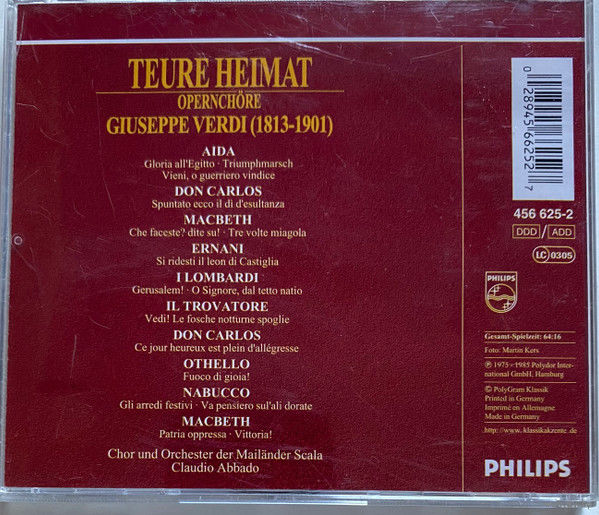 TEURE HEIMAT
OPERNCHÖRE
GIUSEPPE VERDI (1813-1901)
AIDA
Gloria all'Egitto · Triumphmarsch
Vieni, o guerriero vindice
DON CARLOS
Spuntato ecco il dì d'esultanza
MACBETH
Che faceste? dite su! · Tre volte miagola
ERNANI
Si ridesti il leon di Castiglia
I LOMBARDI
Gerusalem! · O Signore, dal tetto natio
IL TROVATORE
Vedi! Le fosche notturne spoglie
DON CARLOS
Ce jour heureux est plein d'allégresse
OTHELLO
Fuoco di gioia!
NABUCCO
Gli arredi festivi · Va pensiero sul'ali dorate
MACBETH
Patria oppressa · Vittoria!
Chor und Orchester der Mailänder Scala
Claudio Abbado
0 28945 66252 7
456 625-2
DDD / ADD
LC 0305
PHILIPS
Gesamt-Spielzeit: 64:16
Foto: Martin Kers
℗ 1975 - 1985 Polydor Inter-
national GmbH, Hamburg
© PolyGram Klassik
Printed in Germany
Imprimé en Allemagne
Made in Germany
http://www.klassikakzente.de
PHILIPS